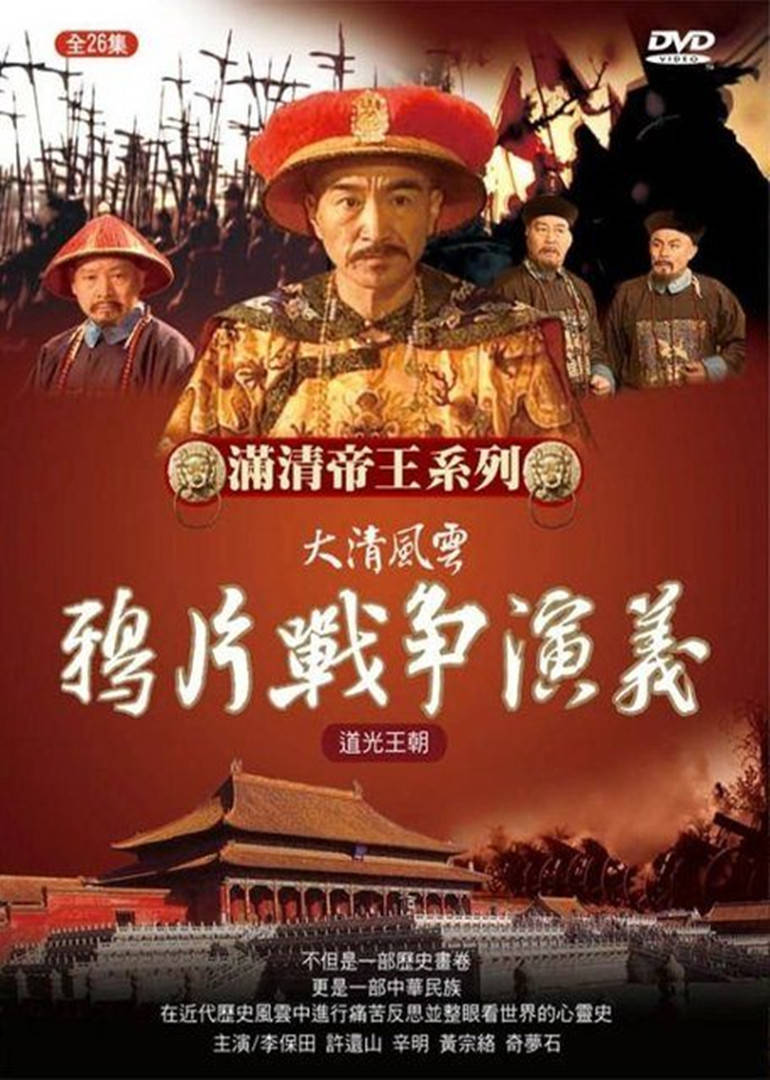 全26集
DVD
VIDEO
滿清帝王系列
大清風雲
鴉片戰爭演義
道光王朝
不但是一部歷史畫卷
更是一部中華民族
在近代歷史風雲中進行痛苦反思並整眼看世界的心靈史
主演/李保田 許還山 辛明 黃宗絡 奇夢石